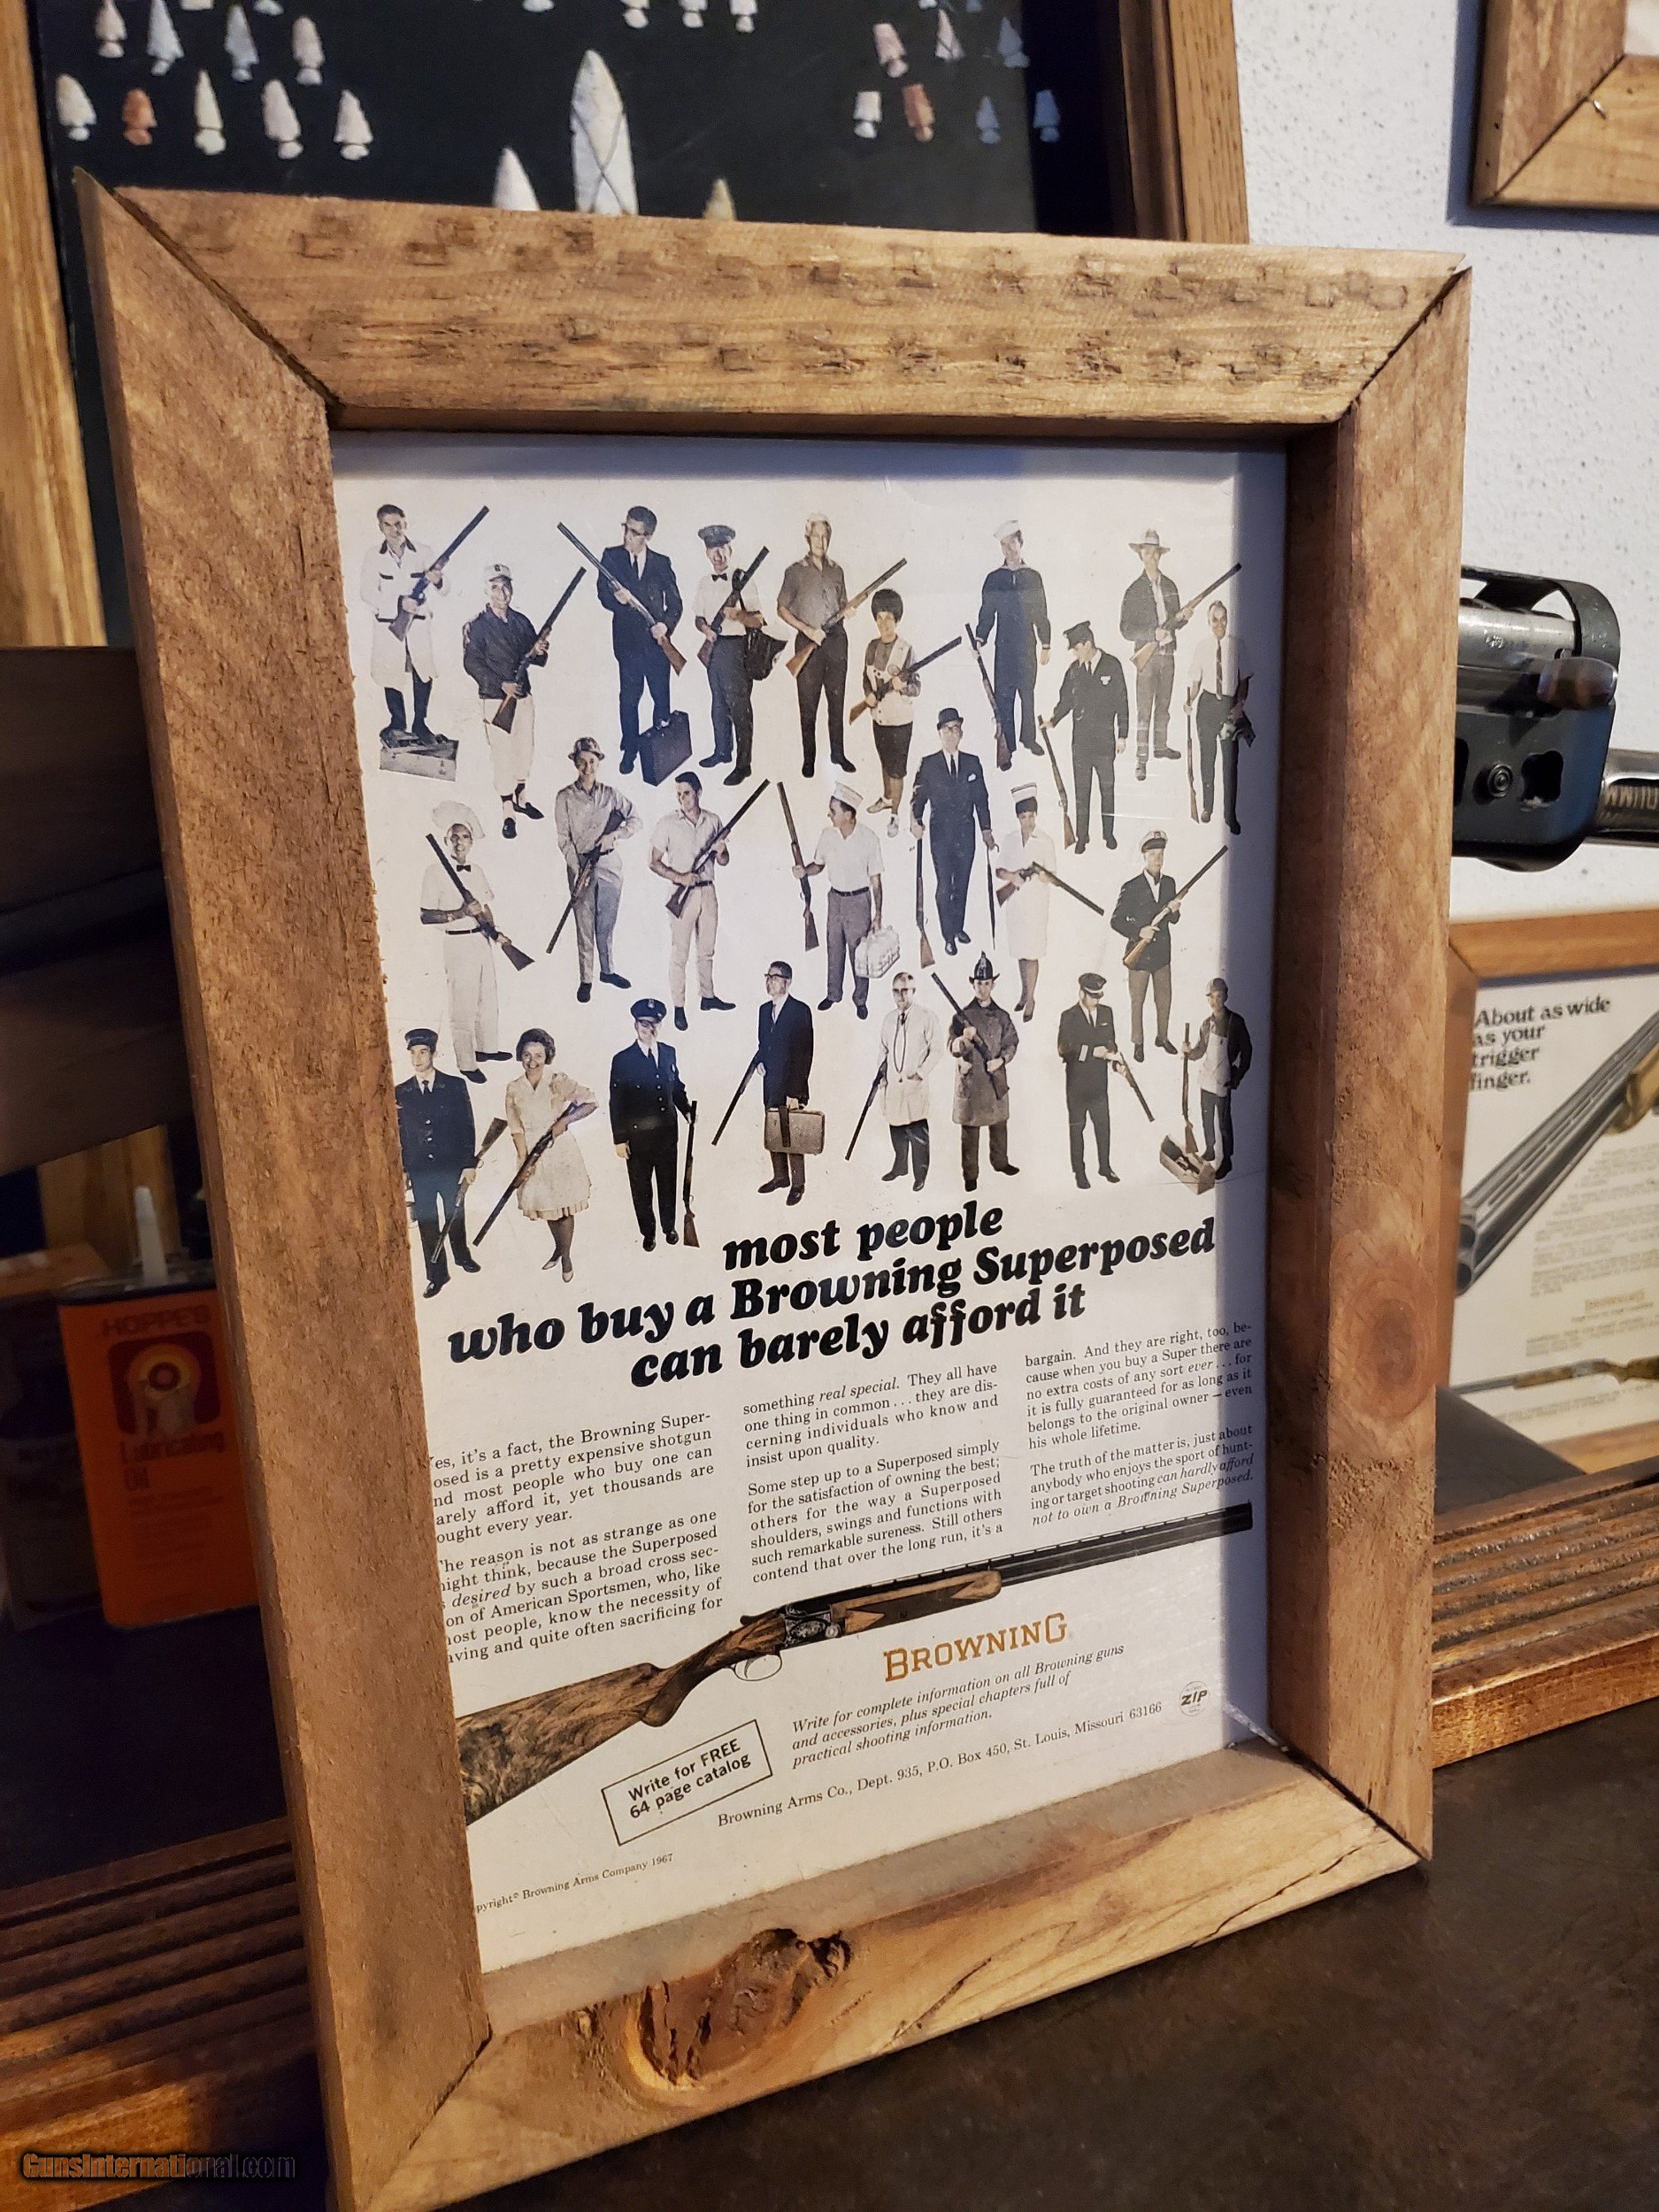 most people
who buy a Browning Superposed
can barely afford it
es, it's a fact, the Browning Super-
osed is a pretty expensive shotgun
nd most people who buy one can
arely afford it, yet thousands are
ought every year.
he reason is not as strange as one
ight think, because the Superposed
desired by such a broad cross sec-
on of American Sportsmen, who, like
ost people, know the necessity of
ving and quite often sacrificing for
something real special. They all have
one thing in common . . . they are dis-
cerning individuals who know and
insist upon quality.
Some step up to a Superposed simply
for the satisfaction of owning the best;
others for the way a Superposed
shoulders, swings and functions with
such remarkable sureness. Still others
contend that over the long run, it's a
bargain. And they are right, too, be-
cause when you buy a Super there are
no extra costs of any sort ever . . . for
it is fully guaranteed for as long as it
belongs to the original owner — even
his whole lifetime.
The truth of the matter is, just about
anybody who enjoys the sport of hunt-
ing or target shooting can hardly afford
not to own a Browning Superposed.
BROWNING
Write for complete information on all Browning guns
and accessories, plus special chapters full of
practical shooting information.
Write for FREE
64 page catalog
Browning Arms Co., Dept. 935, P.O. Box 450, St. Louis, Missouri 63166
ZIP
pyright© Browning Arms Company 1967
About as wide
as your
trigger
finger.
BROWNING
HOPPE'S
Lubricating
Oil
GunsInternational.com